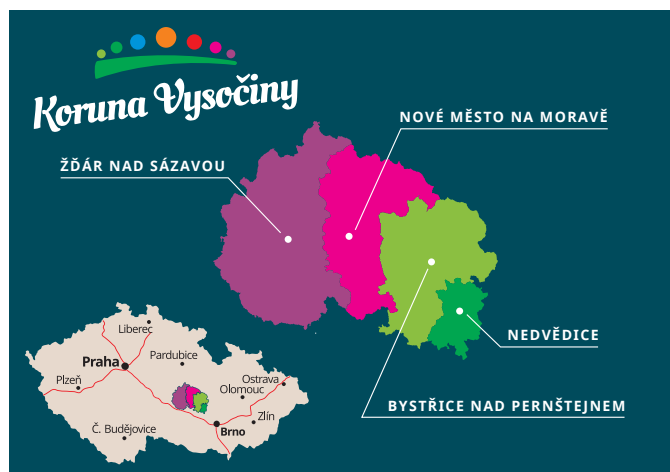 Koruna Vysočiny
NOVÉ MĚSTO NA MORAVĚ
ŽĎÁR NAD SÁZAVOU
NEDVĚDICE
BYSTŘICE NAD PERNŠTEJNEM
Liberec
Praha
Pardubice
Plzeň
Ostrava
Olomouc
Zlín
Č. Budějovice
Brno